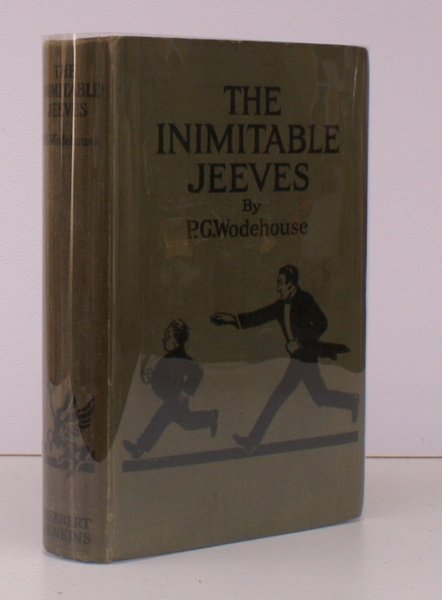 THE
INIMITABLE
JEEVES
P.G.Wodehouse
HERBERT
JENKINS
THE
INIMITABLE
JEEVES
By
P.G.Wodehouse